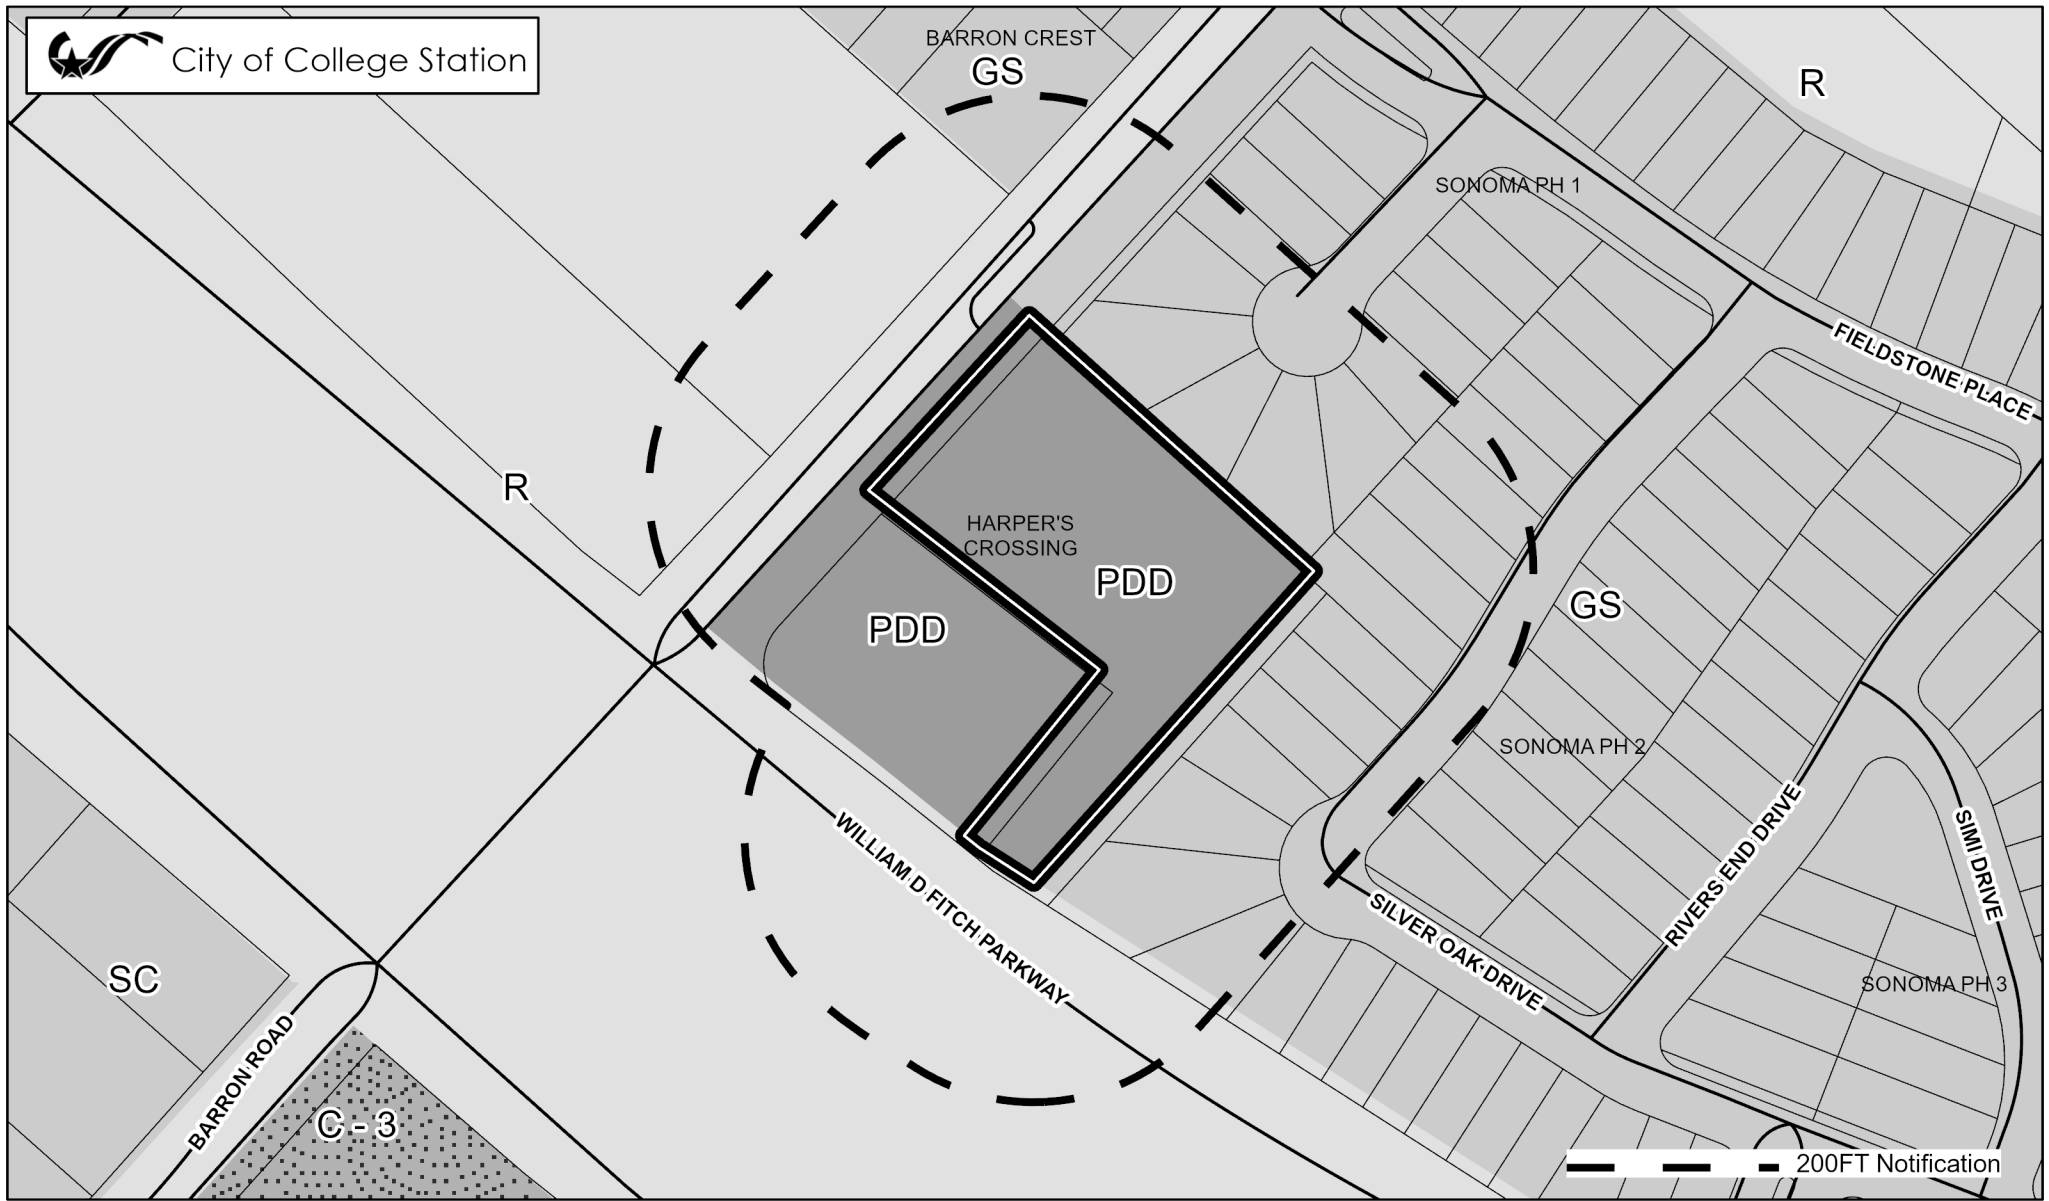 City of College Station
BARRON CREST
GS
R
SONOMA PH 1
FIELDSTONE PLACE
R
HARPER'S
CROSSING
PDD
PDD
GS
SONOMA PH 2
WILLIAM D FITCH PARKWAY
RIVERS END DRIVE
SIMI DRIVE
SILVER OAK DRIVE
SC
SONOMA PH 3
BARRON ROAD
C - 3
200FT Notification